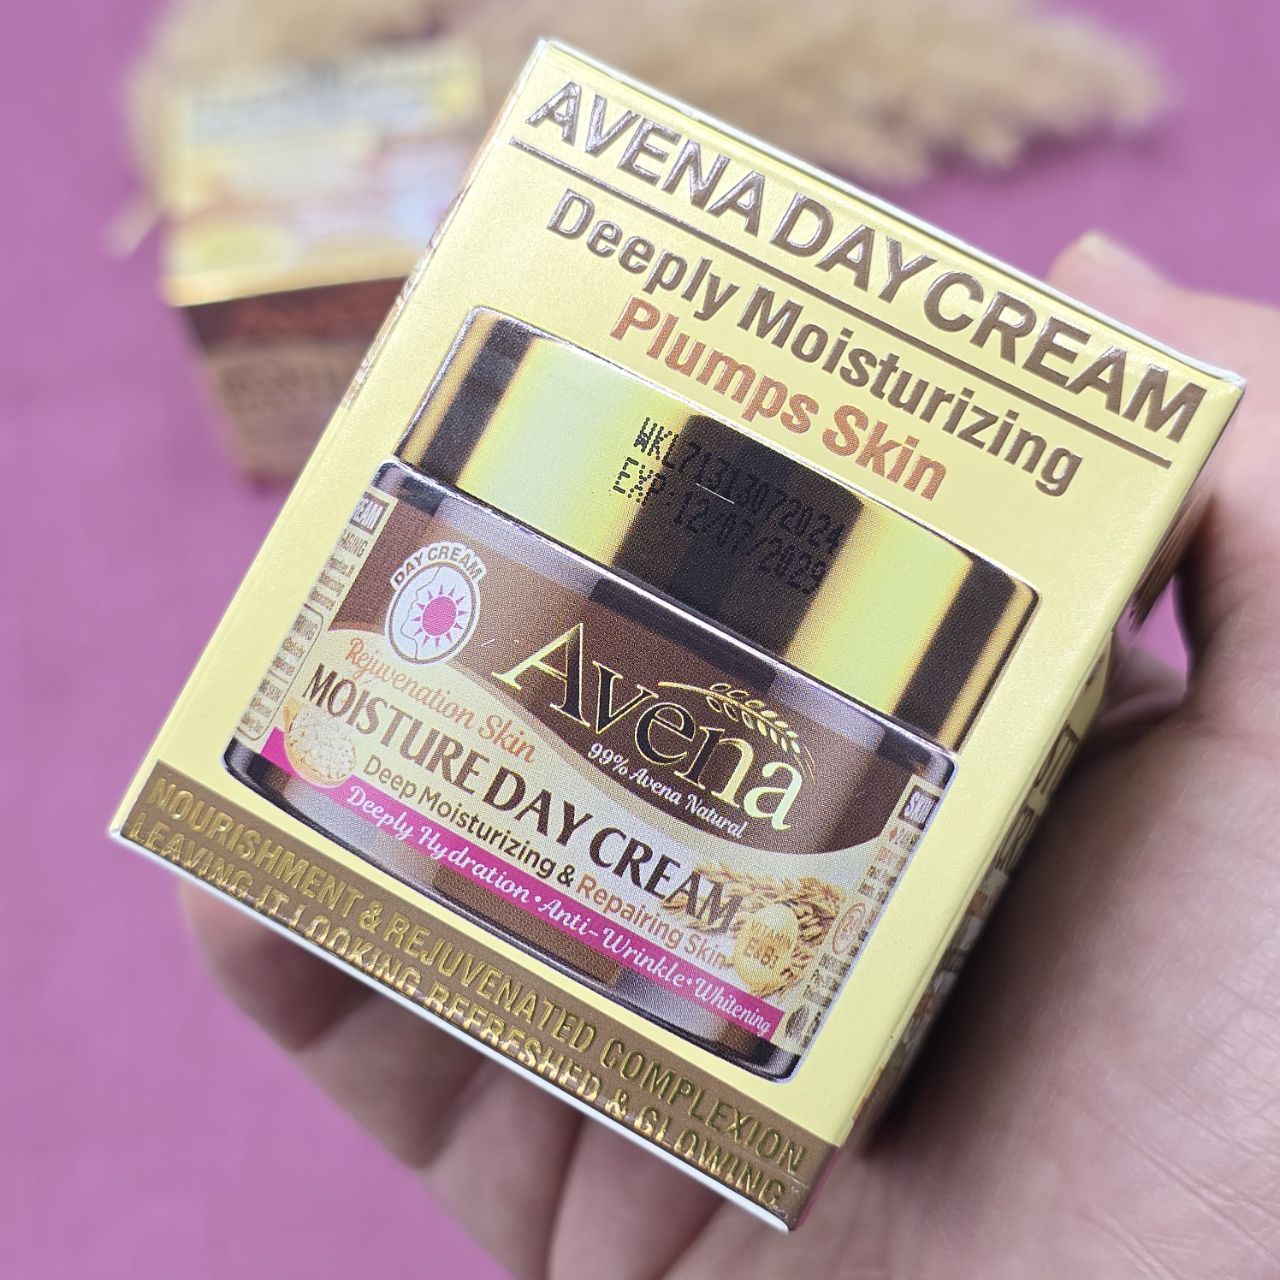 AVENA DAY CREAM
Deeply Moisturizing
Plumps Skin
WKL71313072024
EXP: 12/07/2029
DAY CREAM
Avena
99% Avena Natural
Rejuvenation Skin
MOISTURE DAY CREAM
Deep Moisturizing & Repairing Skin
Deeply Hydration • Anti-Wrinkle • Whitening
NOURISHMENT & REJUVENATED COMPLEXION
LEAVING IT LOOKING REFRESHED & GLOWING